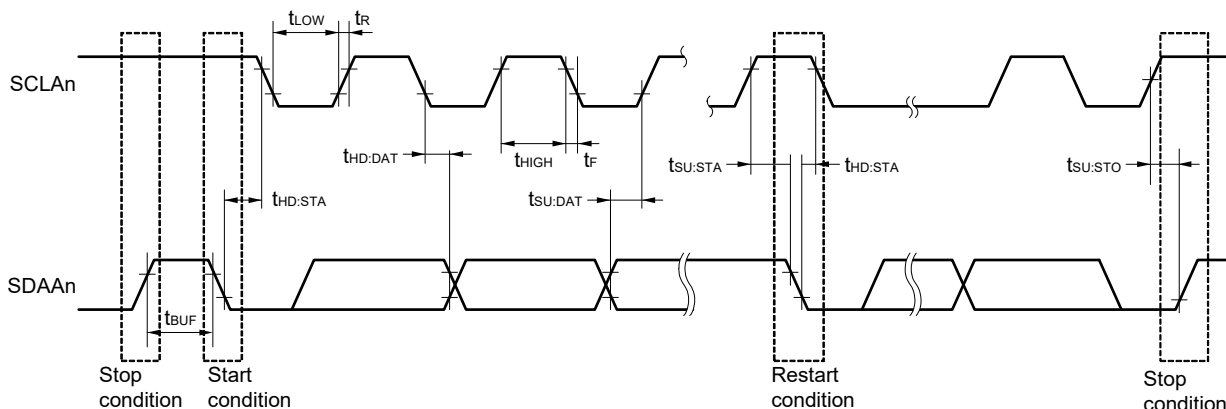 tLOW
tR
SCLAn
tHD:DAT
tHIGH
tF
tSU:STA
tHD:STA
tSU:STO
tHD:STA
tSU:DAT
SDAAn
tBUF
Stop
condition
Start
condition
Restart
condition
Stop
condition